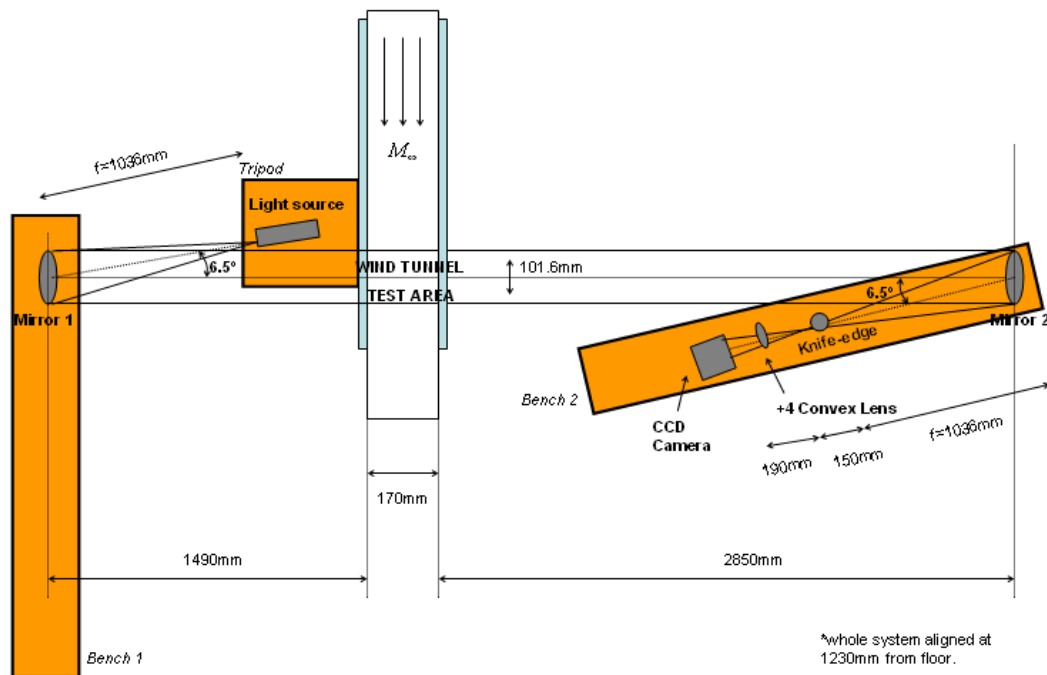 M∞
f=1036mm
Tripod
Light source
6.5°
WIND TUNNEL
101.6mm
TEST AREA
6.5°
Mirror 1
Mirror 2
Knife-edge
Bench 2
+4 Convex Lens
CCD
Camera
f=1036mm
190mm
150mm
170mm
1490mm
2850mm
*whole system aligned at
1230mm from floor.
Bench 1